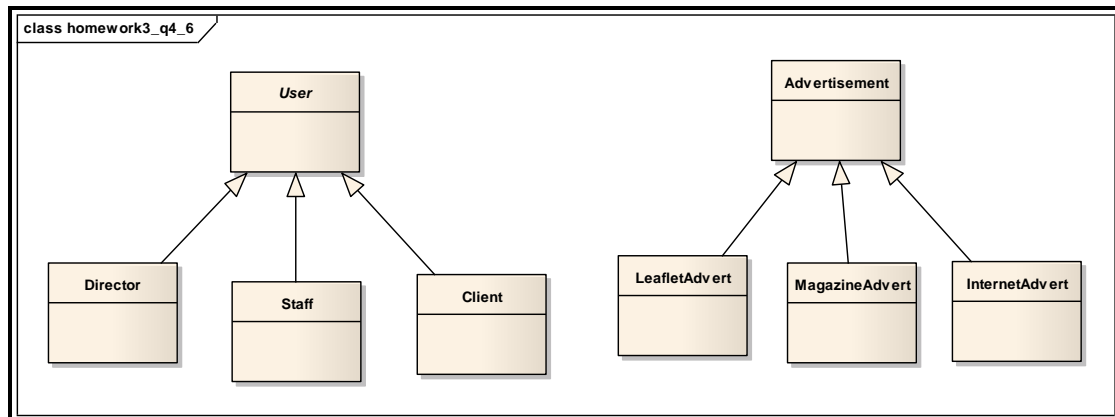 class homework3_q4_6
User
Advertisement
Director
Staff
Client
LeafletAdvert
MagazineAdvert
InternetAdvert